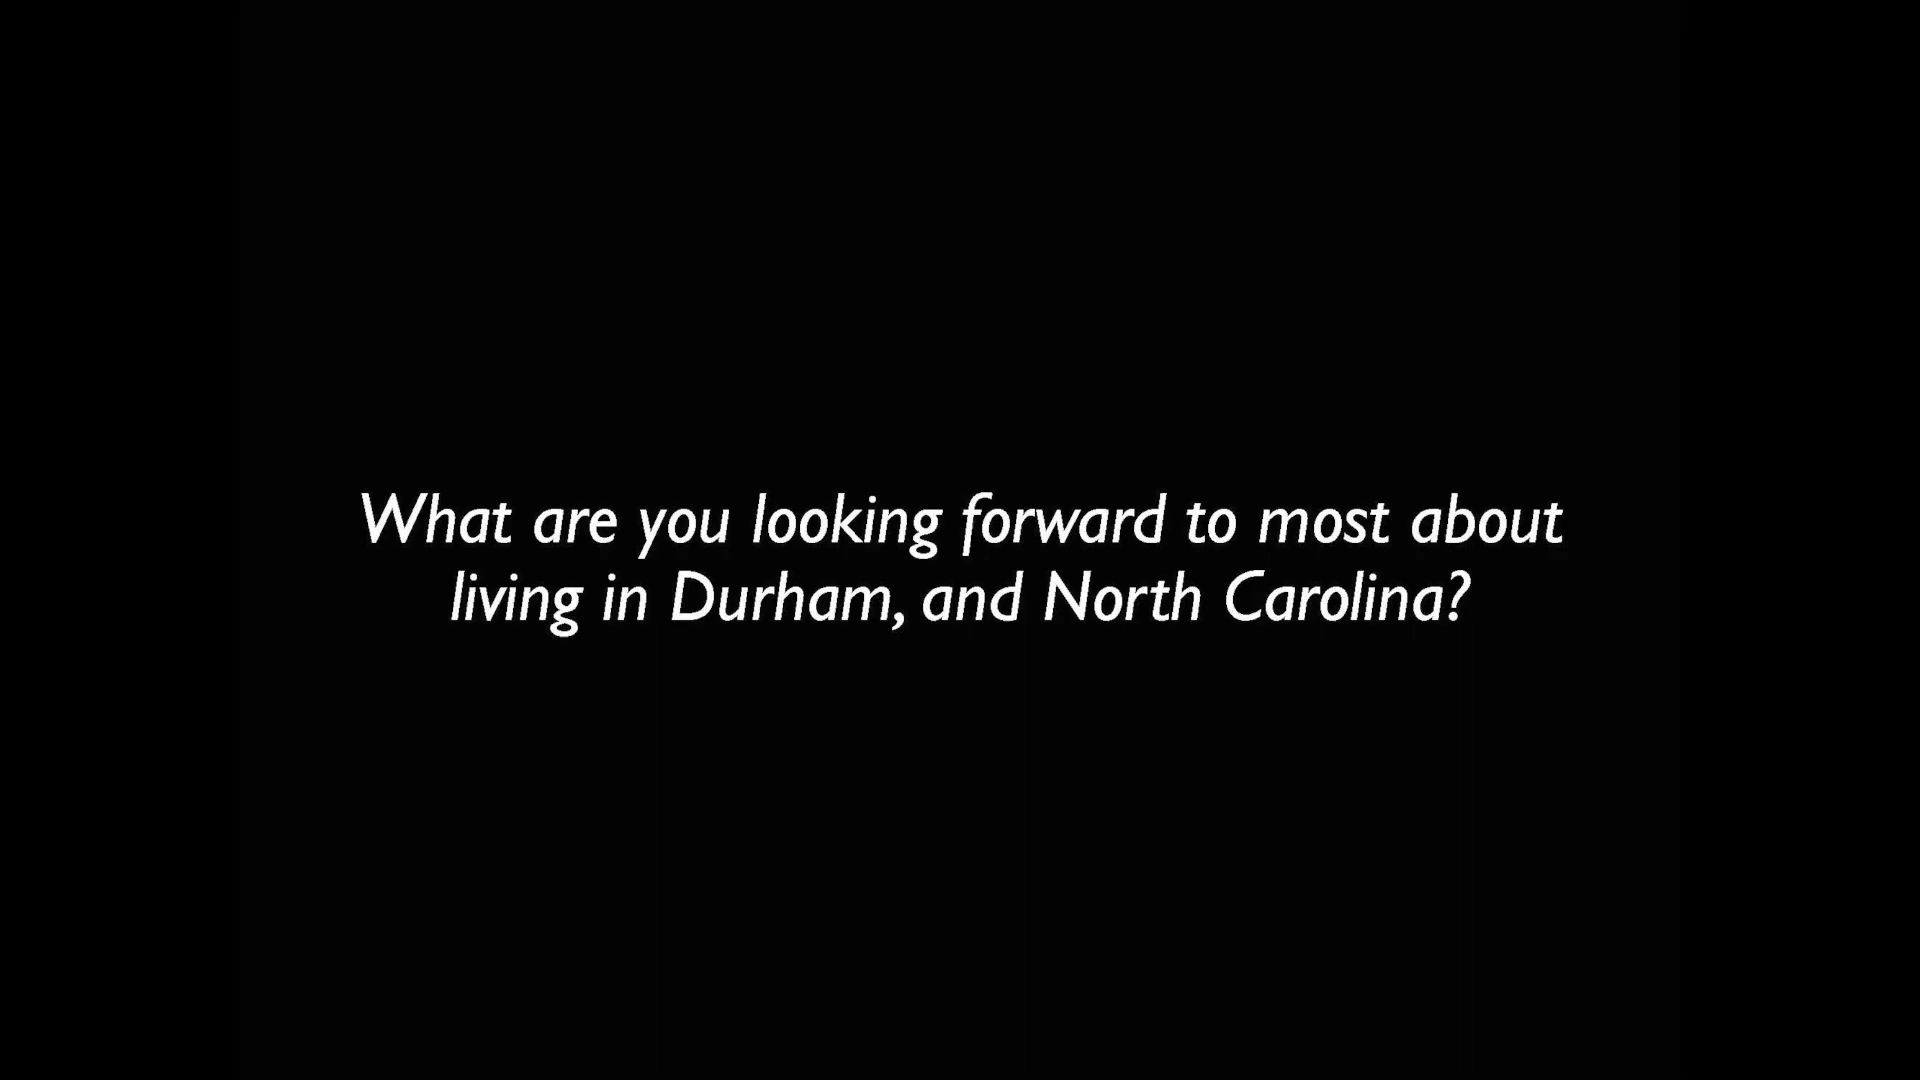 What are you looking forward to most about
living in Durham, and North Carolina?